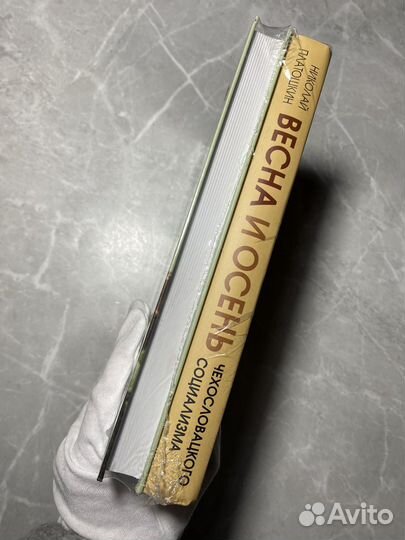 НИКОЛАЙ
ПЛАТОШКИН
ВЕСНА И ОСЕНЬ
ЧЕХОСЛОВАЦКОГО
СОЦИАЛИЗМА
Avito